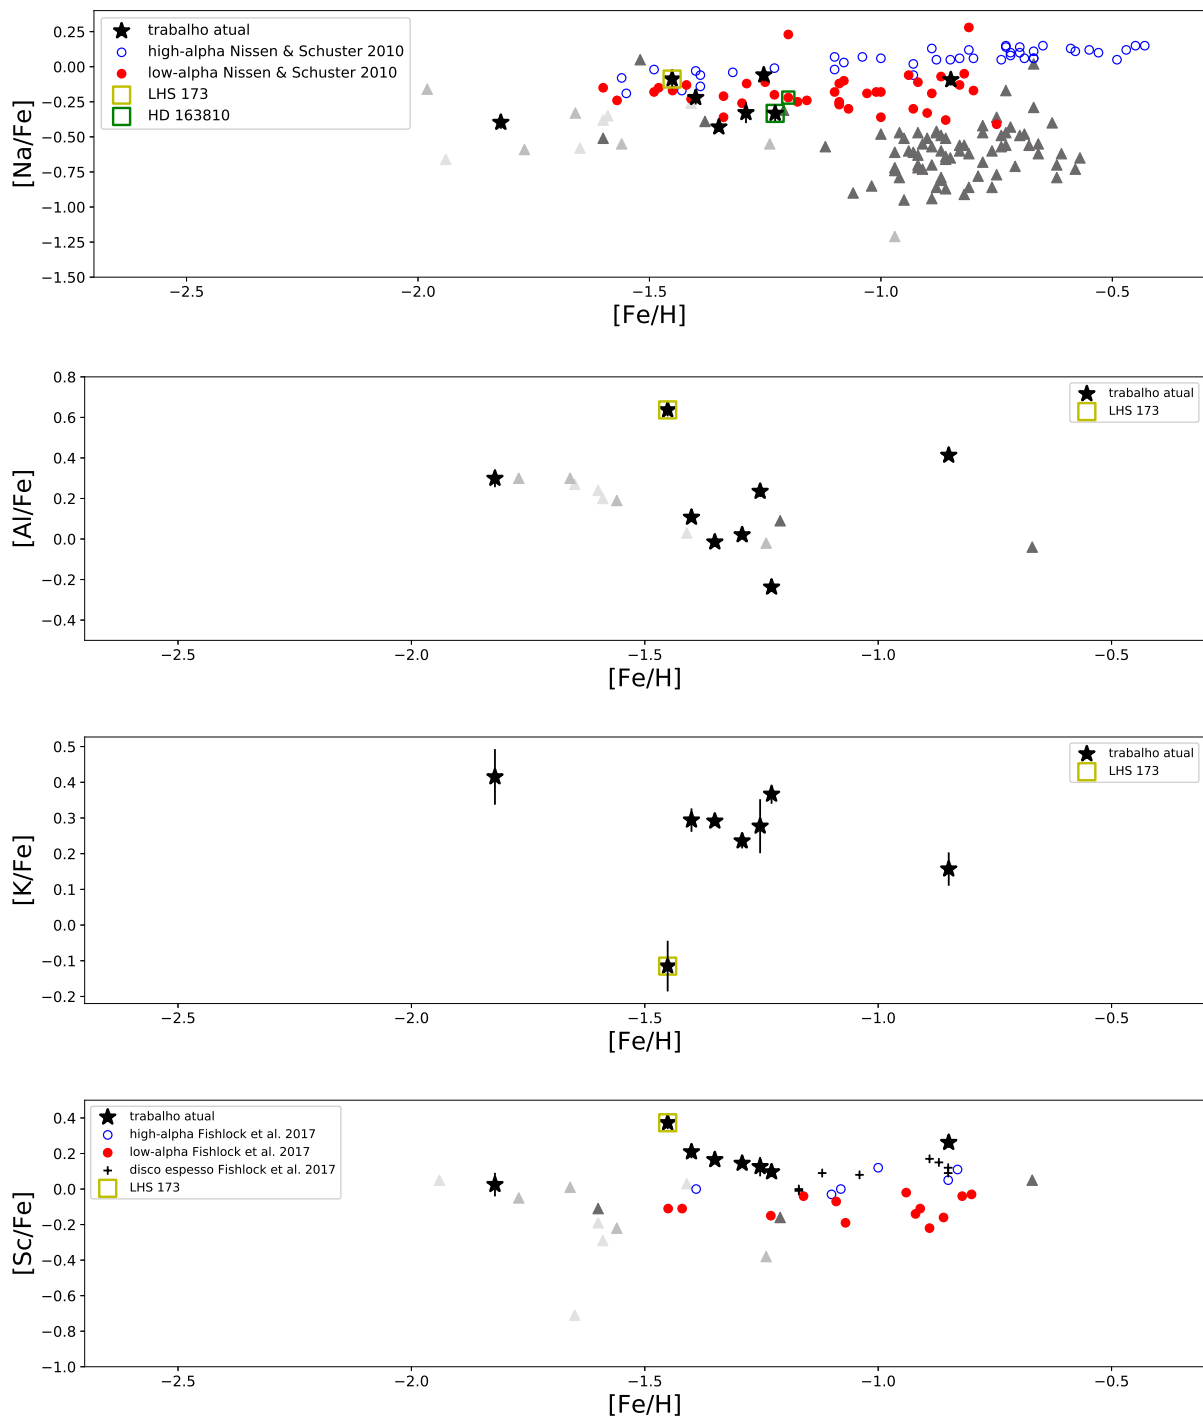 trabalho atual
high-alpha Nissen & Schuster 2010
low-alpha Nissen & Schuster 2010
LHS 173
HD 163810
0.25
0.00
−0.25
−0.50
−0.75
−1.00
−1.25
−1.50
[Na/Fe]
−2.5 −2.0 −1.5 −1.0 −0.5
[Fe/H]
trabalho atual
LHS 173
0.8
0.6
0.4
0.2
0.0
−0.2
−0.4
[Al/Fe]
−2.5 −2.0 −1.5 −1.0 −0.5
[Fe/H]
trabalho atual
LHS 173
0.5
0.4
0.3
0.2
0.1
0.0
−0.1
−0.2
[K/Fe]
−2.5 −2.0 −1.5 −1.0 −0.5
[Fe/H]
trabalho atual
high-alpha Fishlock et al. 2017
low-alpha Fishlock et al. 2017
disco espesso Fishlock et al. 2017
LHS 173
0.4
0.2
0.0
−0.2
−0.4
−0.6
−0.8
−1.0
[Sc/Fe]
−2.5 −2.0 −1.5 −1.0 −0.5
[Fe/H]